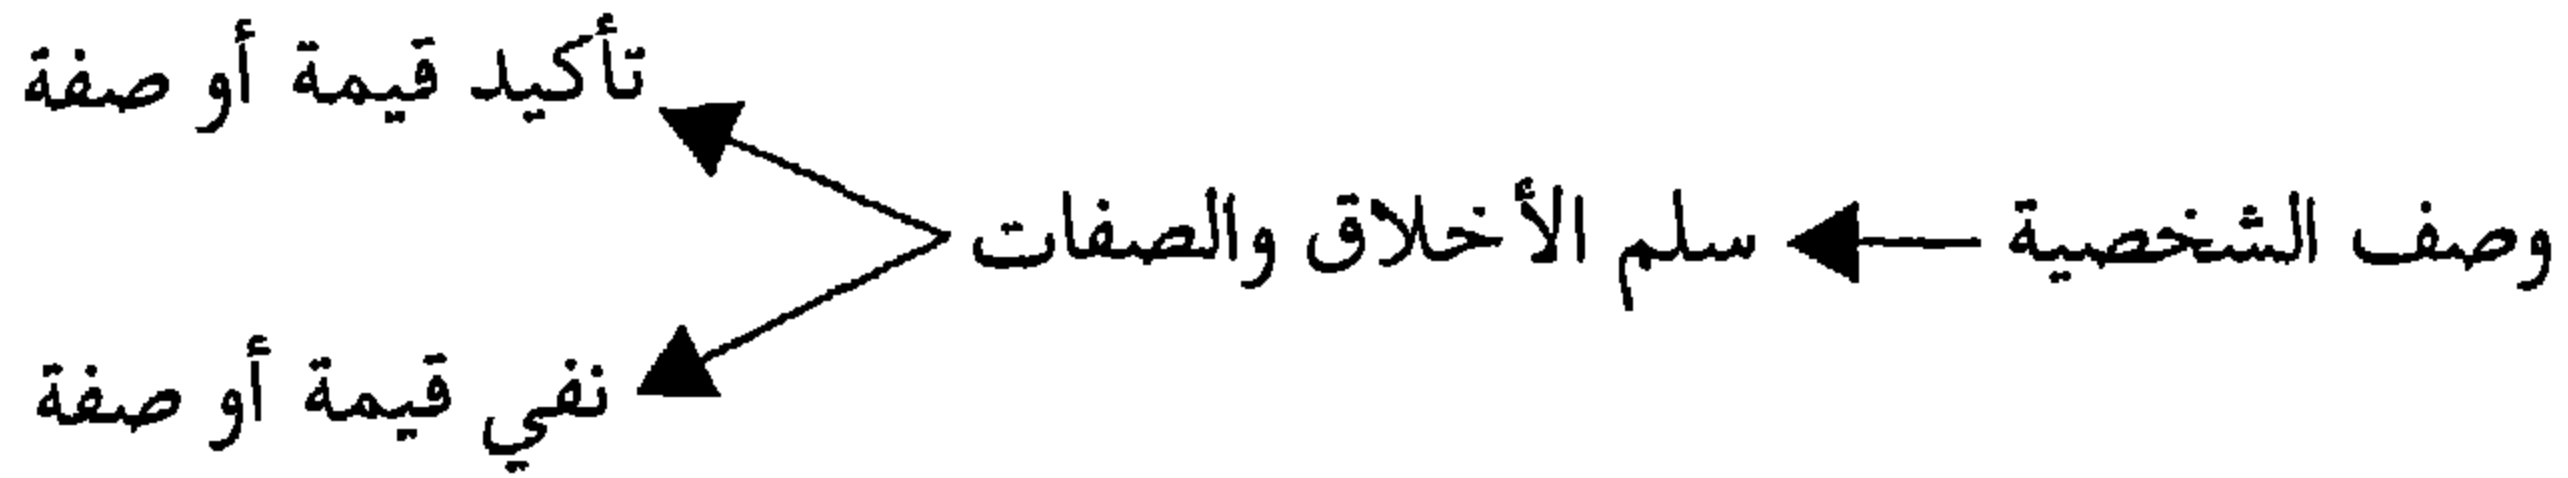 وصف الشخصية
سلم الأخلاق والصفات
تأكيد قيمة أو صفة
نفي قيمة أو صفة